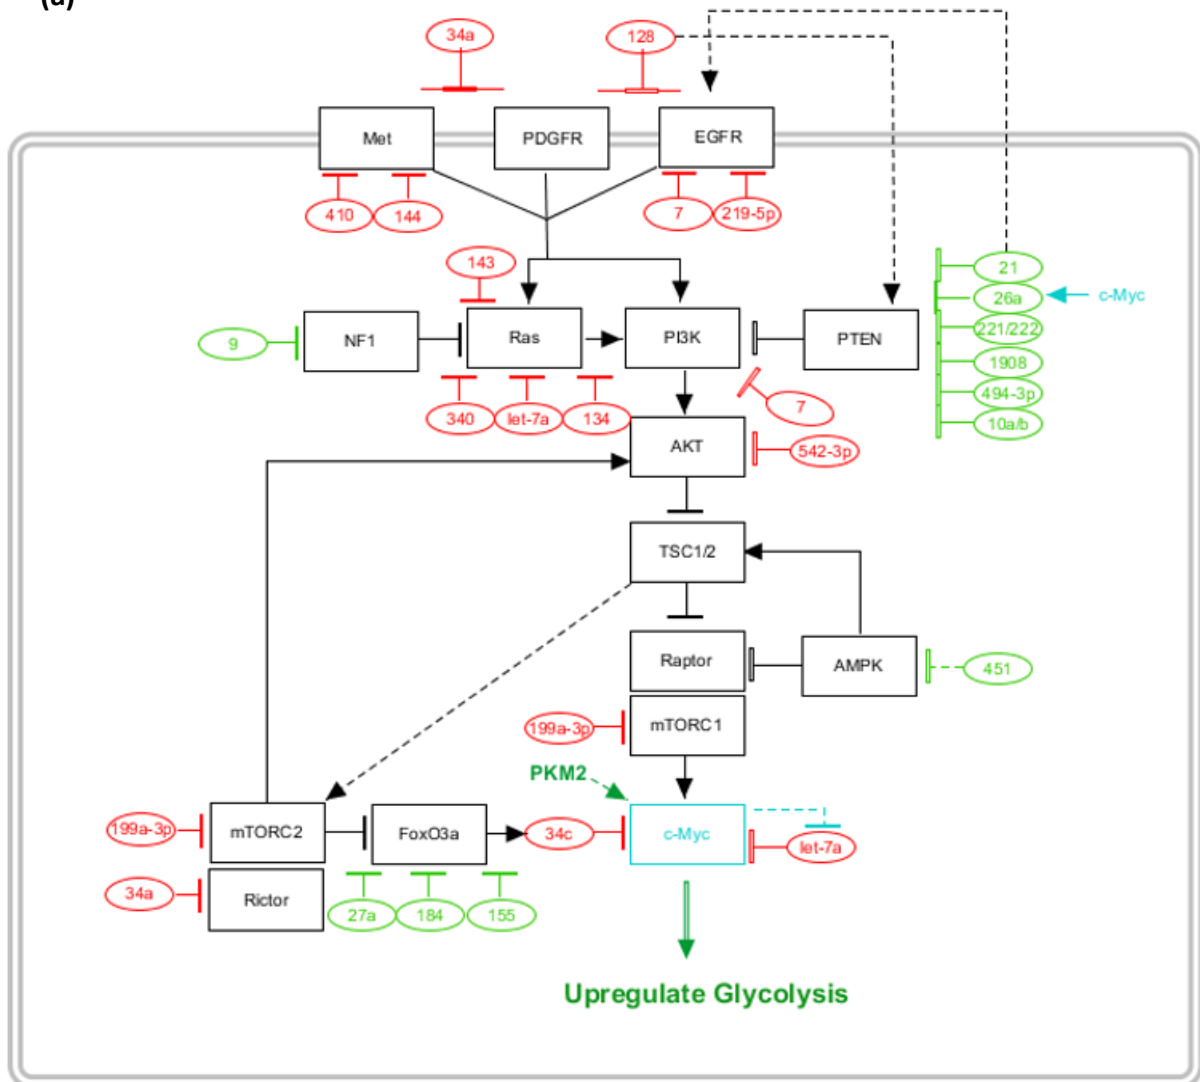 (a)
34a
128
Met
PDGFR
EGFR
410
144
7
219-5p
143
21
26a
c-Myc
221/222
9
NF1
Ras
PI3K
PTEN
1908
494-3p
340
let-7a
134
7
10a/b
AKT
542-3p
TSC1/2
Raptor
AMPK
451
199a-3p
mTORC1
PKM2
199a-3p
mTORC2
FoxO3a
34c
c-Myc
let-7a
34a
Rictor
27a
184
155
Upregulate Glycolysis